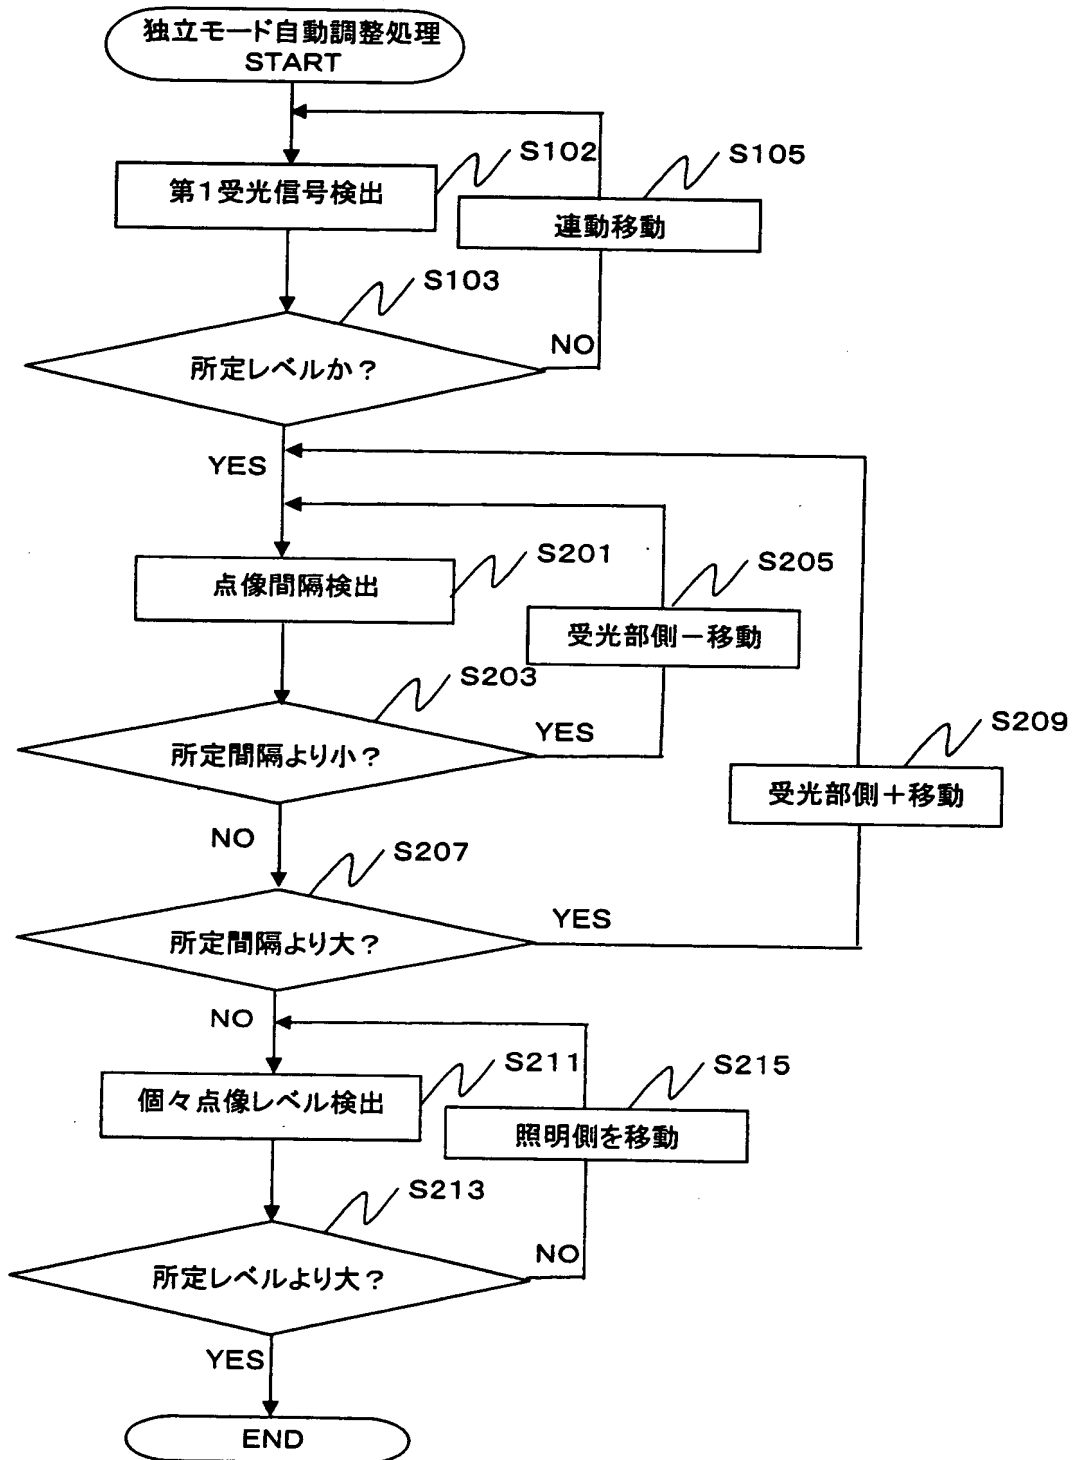 独立モード自動調整処理
START
第1受光信号検出
S102
S105
連動移動
S103
所定レベルか？
NO
YES
点像間隔検出
S201
S205
受光部側－移動
S203
所定間隔より小？
YES
S209
受光部側＋移動
NO
S207
所定間隔より大？
YES
NO
個々点像レベル検出
S211
S215
照明側を移動
S213
所定レベルより大？
NO
YES
END